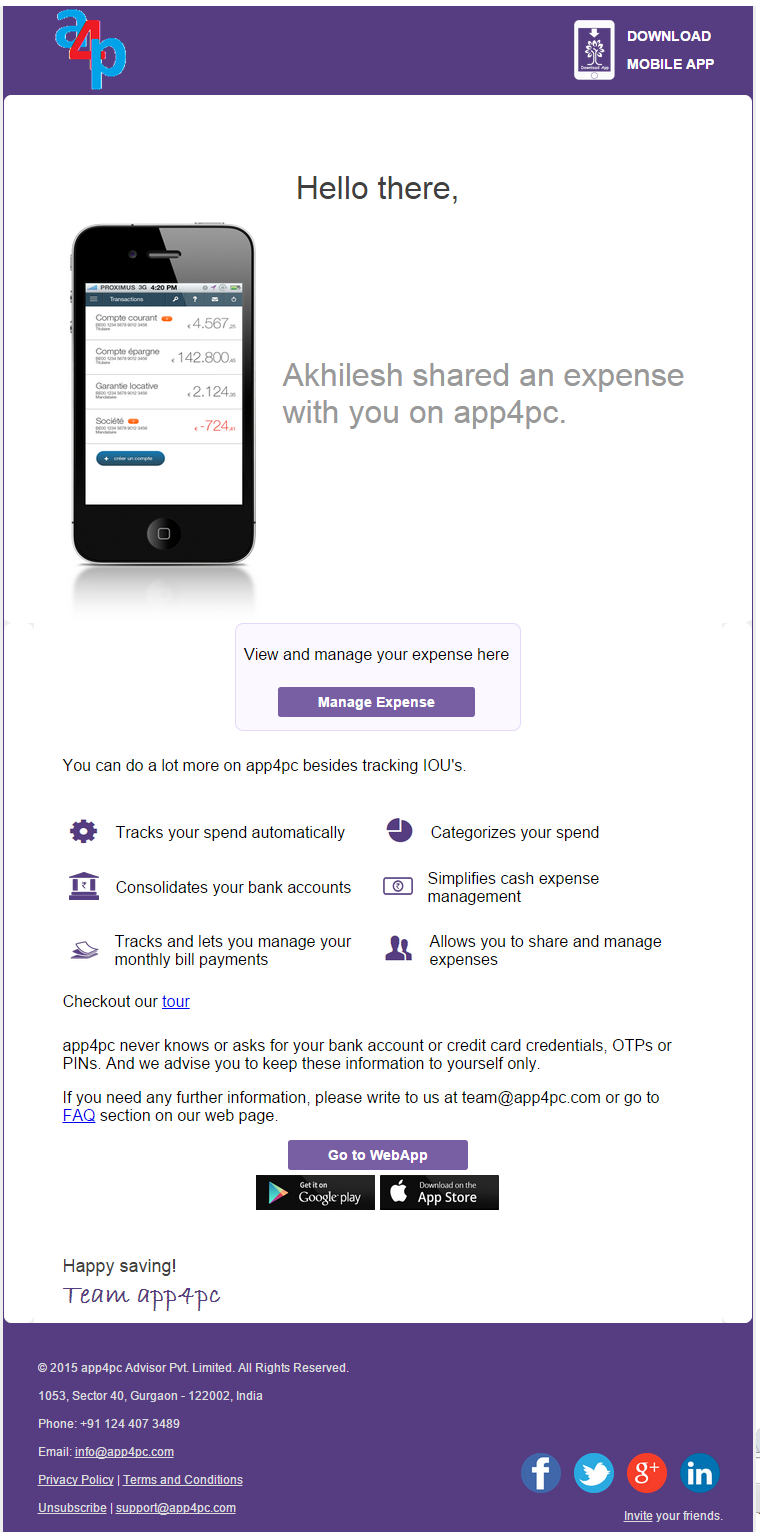 a4p
DOWNLOAD
MOBILE APP
Download App
Hello there,
PROXIMUS 3G 4:20 PM
Transactions
Compte courant
BE00 1234 5678 9012 3456
Titulaire
€ 4.567,25
Compte épargne
BE00 1234 5678 9012 3456
Titulaire
€ 142.800,45
Garantie locative
BE00 1234 5678 9012 3456
Mandataire
€ 2.124,35
Société
BE00 1234 5678 9012 3456
Mandataire
€ -724,41
+ créer un compte
Akhilesh shared an expense
with you on app4pc.
View and manage your expense here
Manage Expense
You can do a lot more on app4pc besides tracking IOU's.
Tracks your spend automatically
Categorizes your spend
Consolidates your bank accounts
Simplifies cash expense
management
Tracks and lets you manage your
monthly bill payments
Allows you to share and manage
expenses
Checkout our tour
app4pc never knows or asks for your bank account or credit card credentials, OTPs or
PINs. And we advise you to keep these information to yourself only.
If you need any further information, please write to us at team@app4pc.com or go to
FAQ section on our web page.
Go to WebApp
Get it on
Google play
Download on the
App Store
Happy saving!
Team app4pc
© 2015 app4pc Advisor Pvt. Limited. All Rights Reserved.
1053, Sector 40, Gurgaon - 122002, India
Phone: +91 124 407 3489
Email: info@app4pc.com
Privacy Policy | Terms and Conditions
Unsubscribe | support@app4pc.com
f
g+
in
Invite your friends.